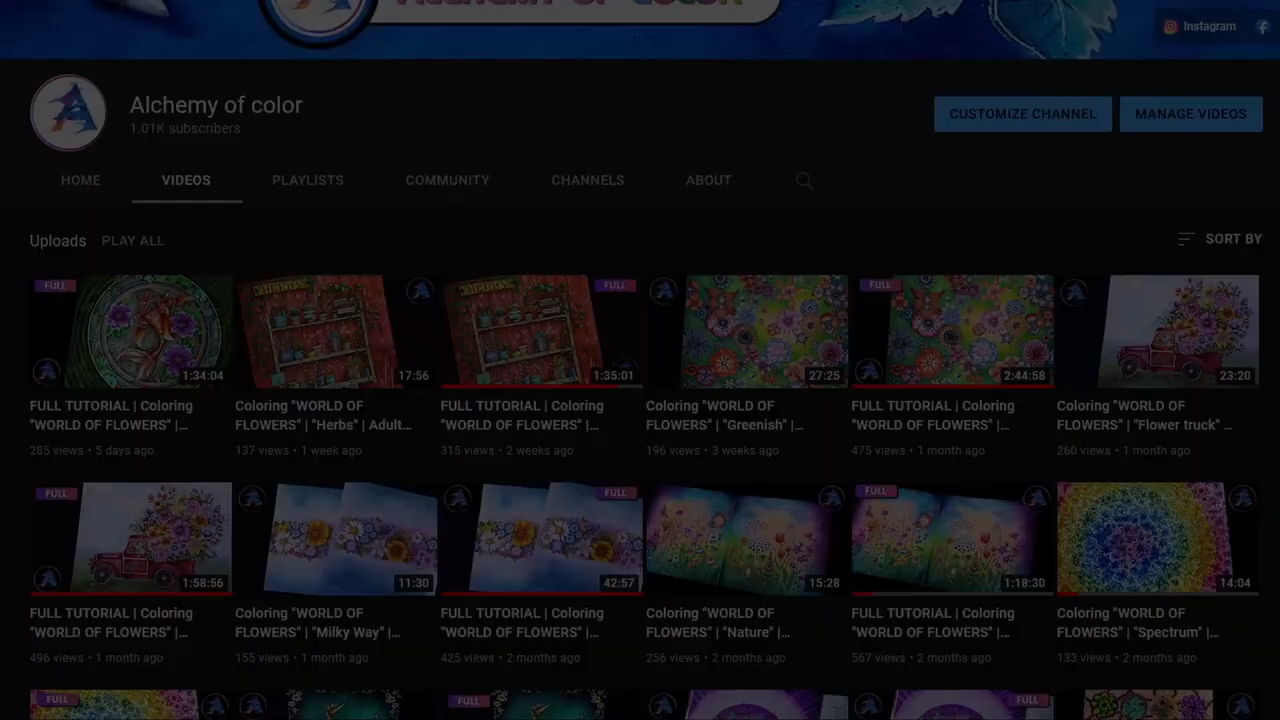 ALCHEMY OF COLOR
Instagram
Alchemy of color
1.01K subscribers
CUSTOMIZE CHANNEL
MANAGE VIDEOS
HOME
VIDEOS
PLAYLISTS
COMMUNITY
CHANNELS
ABOUT
Uploads
PLAY ALL
SORT BY
FULL
1:34:04
17:56
FULL
1:35:01
27:25
FULL
2:44:58
23:20
FULL TUTORIAL | Coloring
"WORLD OF FLOWERS" |...
285 views • 5 days ago
Coloring "WORLD OF
FLOWERS" | "Herbs" | Adult...
137 views • 1 week ago
FULL TUTORIAL | Coloring
"WORLD OF FLOWERS" |...
315 views • 2 weeks ago
Coloring "WORLD OF
FLOWERS" | "Greenish" |...
196 views • 3 weeks ago
FULL TUTORIAL | Coloring
"WORLD OF FLOWERS" |...
475 views • 1 month ago
Coloring "WORLD OF
FLOWERS" | "Flower truck" ...
260 views • 1 month ago
FULL
1:58:56
11:30
FULL
42:57
15:28
FULL
1:18:30
14:04
FULL TUTORIAL | Coloring
"WORLD OF FLOWERS" |...
496 views • 1 month ago
Coloring "WORLD OF
FLOWERS" | "Milky Way" |...
155 views • 1 month ago
FULL TUTORIAL | Coloring
"WORLD OF FLOWERS" |...
425 views • 2 months ago
Coloring "WORLD OF
FLOWERS" | "Nature" |...
256 views • 2 months ago
FULL TUTORIAL | Coloring
"WORLD OF FLOWERS" |...
567 views • 2 months ago
Coloring "WORLD OF
FLOWERS" | "Spectrum" |...
133 views • 2 months ago
FULL
FULL
FULL